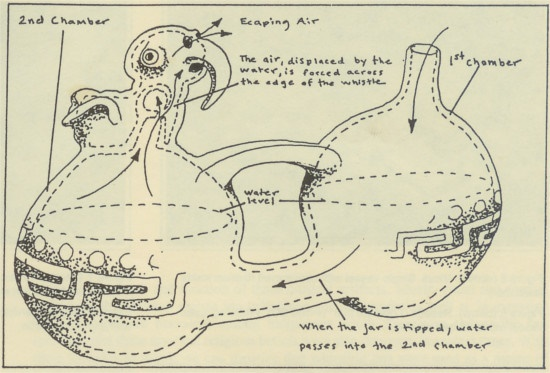 2nd Chamber
Ecaping Air
The air, displaced by the
water, is forced across
the edge of the whistle
1st Chamber
Water
level
When the jar is tipped, water
passes into the 2nd chamber